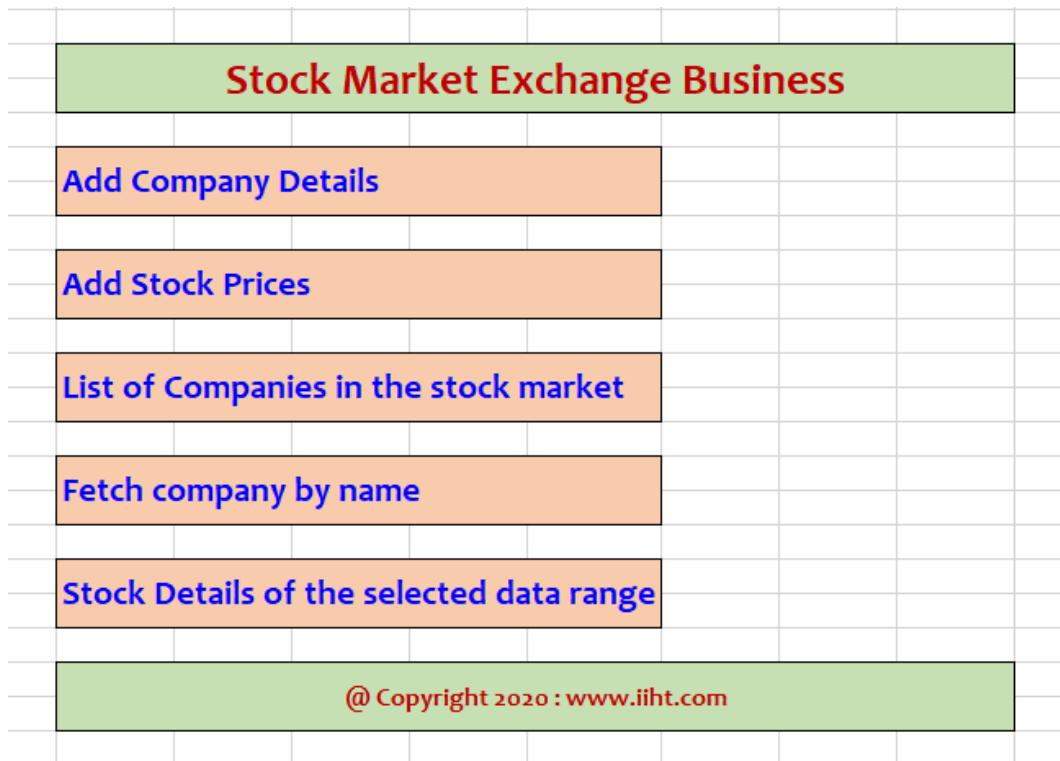 Stock Market Exchange Business
Add Company Details
Add Stock Prices
List of Companies in the stock market
Fetch company by name
Stock Details of the selected data range
@ Copyright 2020 : www.iiht.com